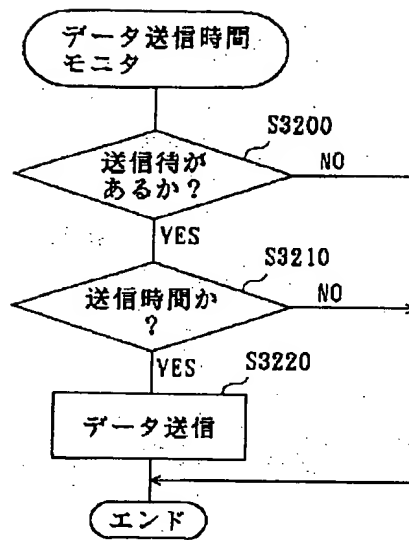 データ送信時間
モニタ
S3200
送信待が
あるか？
NO
YES
S3210
送信時間か
？
NO
YES
S3220
データ送信
エンド